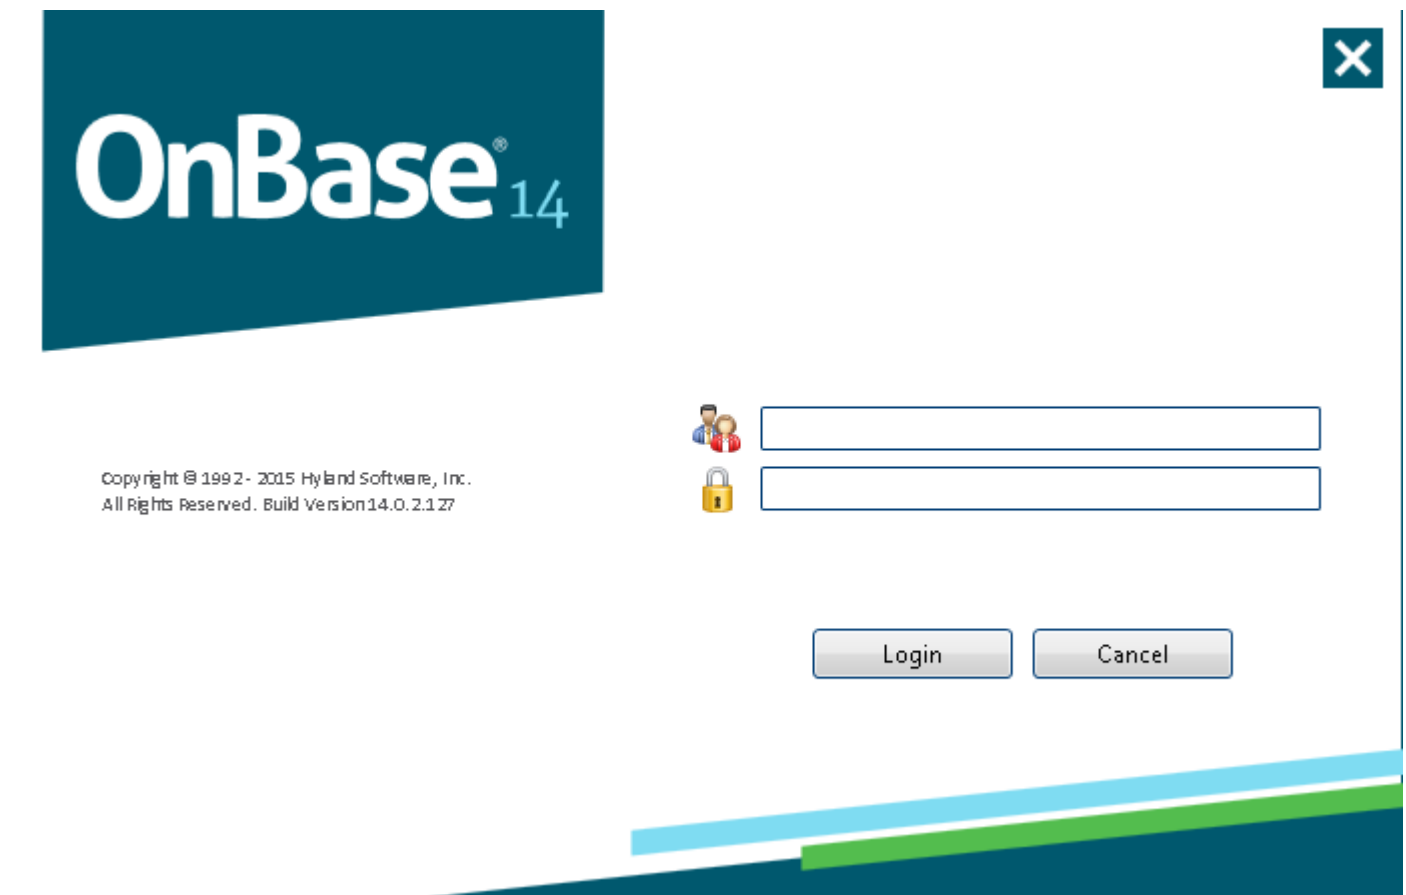 OnBase® 14
Copyright © 1992 - 2015 Hyland Software, Inc.
All Rights Reserved. Build Version 14.0.2.127
Login
Cancel